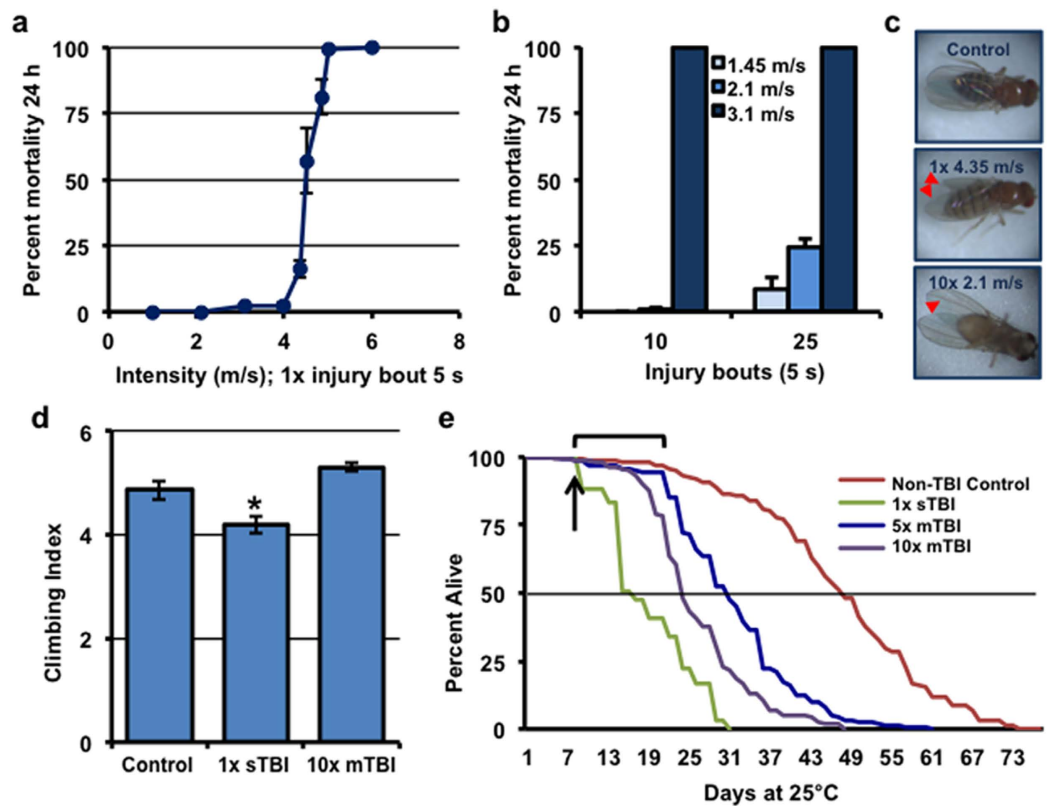 a
100
75
50
25
0
Percent mortality 24 h
0 2 4 6 8
Intensity (m/s); 1x injury bout 5 s
b
100
75
50
25
0
Percent mortality 24 h
1.45 m/s
2.1 m/s
3.1 m/s
10 25
Injury bouts (5 s)
c
Control
1x 4.35 m/s
10x 2.1 m/s
d
6
4
2
0
Climbing Index
*
Control 1x sTBI 10x mTBI
e
100
75
50
25
0
Percent Alive
Non-TBI Control
1x sTBI
5x mTBI
10x mTBI
1 7 13 19 25 31 37 43 49 55 61 67 73
Days at 25°C